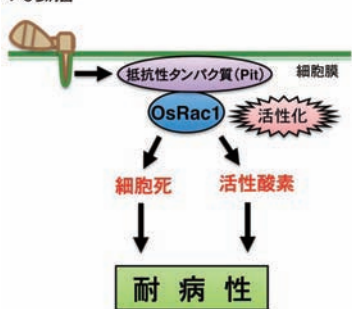 抵抗性タンパク質(Pit)
細胞膜
OsRac1
活性化
細胞死
活性酸素
耐病性